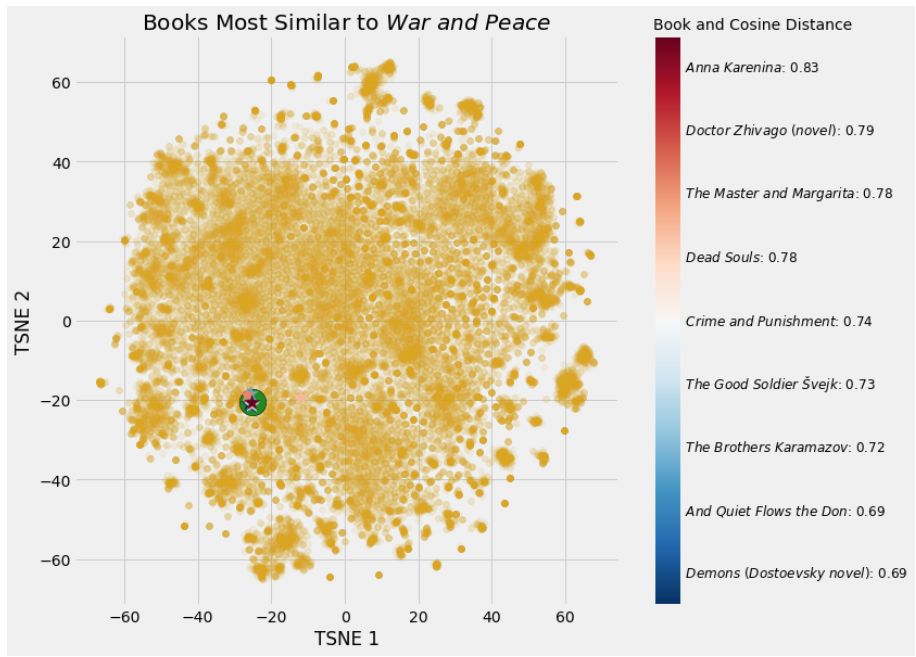 Books Most Similar to War and Peace
Book and Cosine Distance
60
40
20
0
−20
−40
−60
TSNE 2
−60 −40 −20 0 20 40 60
TSNE 1
Anna Karenina: 0.83
Doctor Zhivago (novel): 0.79
The Master and Margarita: 0.78
Dead Souls: 0.78
Crime and Punishment: 0.74
The Good Soldier Švejk: 0.73
The Brothers Karamazov: 0.72
And Quiet Flows the Don: 0.69
Demons (Dostoevsky novel): 0.69